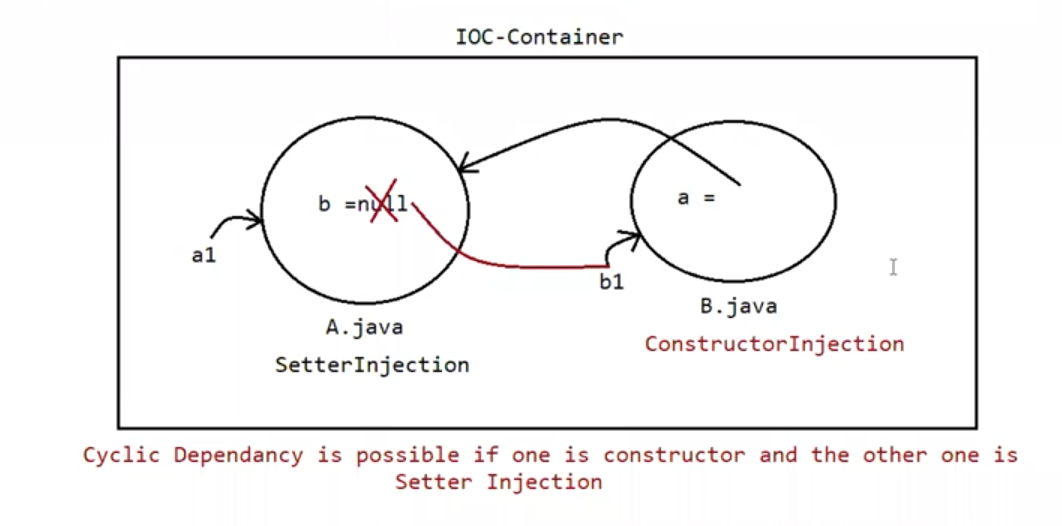 IOC-Container
b =null
a =
a1
b1
A.java
B.java
SetterInjection
ConstructorInjection
Cyclic Dependancy is possible if one is constructor and the other one is
Setter Injection